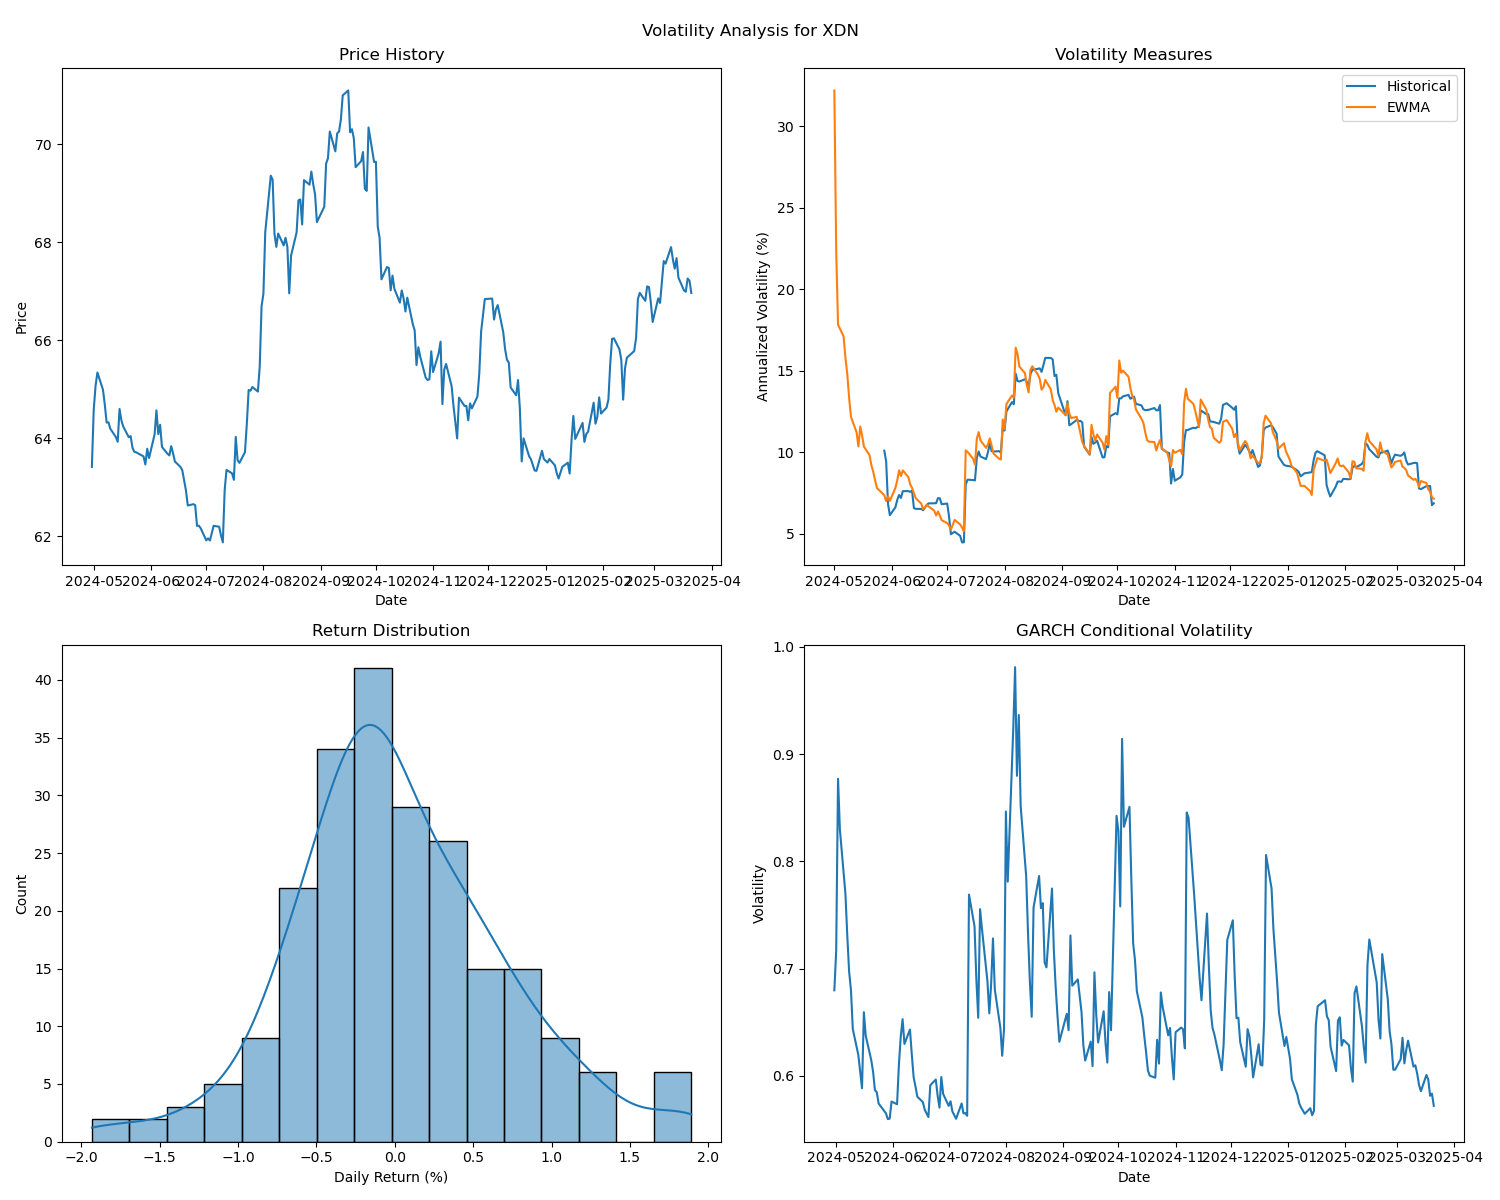 Volatility Analysis for XDN
Price History
Price
70
68
66
64
62
2024-05 2024-06 2024-07 2024-08 2024-09 2024-10 2024-11 2024-12 2025-01 2025-02 2025-03 2025-04
Date
Volatility Measures
Historical
EWMA
Annualized Volatility (%)
30
25
20
15
10
5
2024-05 2024-06 2024-07 2024-08 2024-09 2024-10 2024-11 2024-12 2025-01 2025-02 2025-03 2025-04
Date
Return Distribution
Count
40
35
30
25
20
15
10
5
0
−2.0 −1.5 −1.0 −0.5 0.0 0.5 1.0 1.5 2.0
Daily Return (%)
GARCH Conditional Volatility
Volatility
1.0
0.9
0.8
0.7
0.6
2024-05 2024-06 2024-07 2024-08 2024-09 2024-10 2024-11 2024-12 2025-01 2025-02 2025-03 2025-04
Date